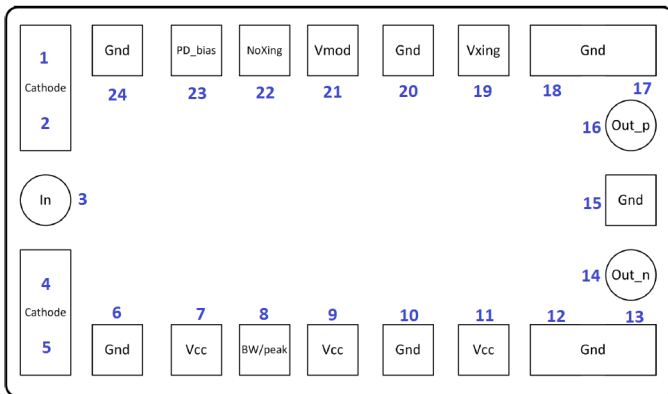 1
Cathode
2
Gnd
24
PD_bias
23
NoXing
22
Vmod
21
Gnd
20
Vxing
19
Gnd
18
17
16
Out_p
In
3
15
Gnd
14
Out_n
4
Cathode
5
6
Gnd
7
Vcc
8
BW/peak
9
Vcc
10
Gnd
11
Vcc
12
13
Gnd